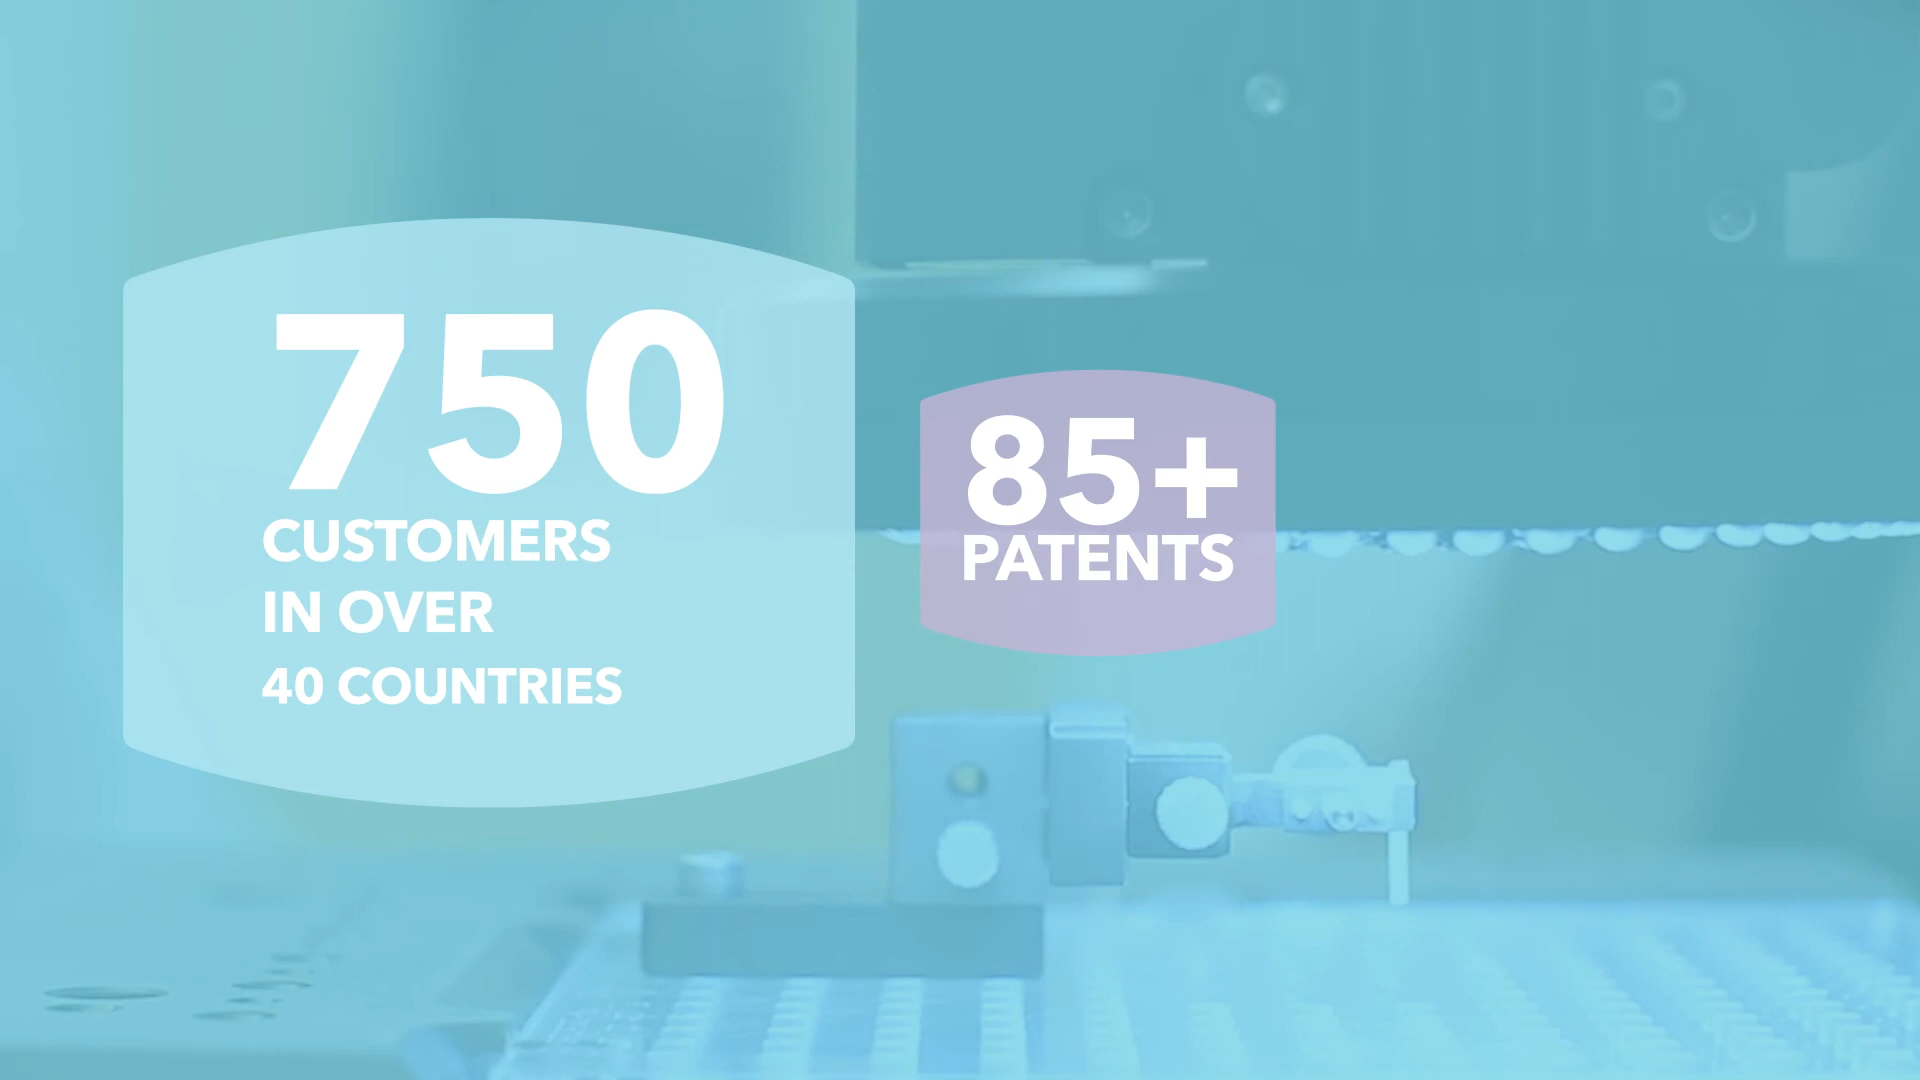 750
CUSTOMERS
IN OVER
40 COUNTRIES
85+
PATENTS